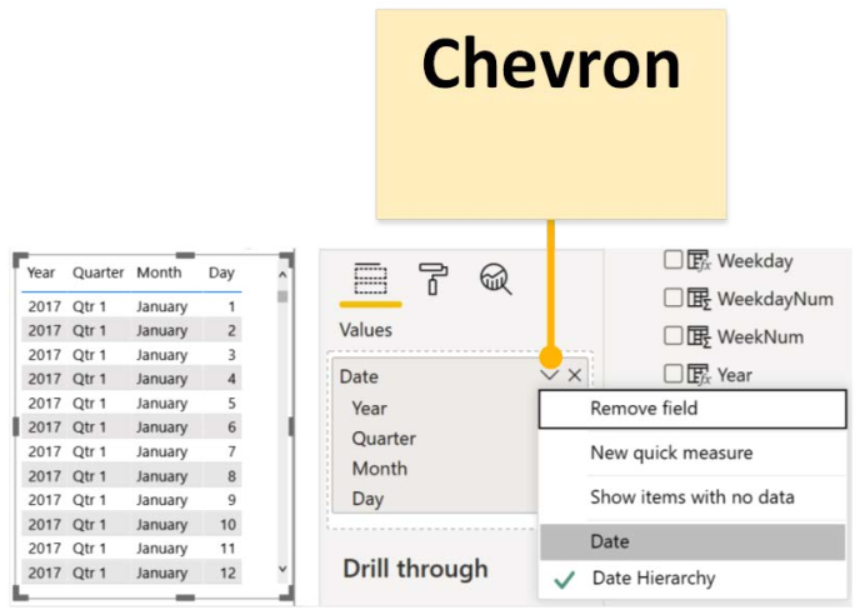 Chevron
Year Quarter Month Day
2017 Qtr 1 January 1
2017 Qtr 1 January 2
2017 Qtr 1 January 3
2017 Qtr 1 January 4
2017 Qtr 1 January 5
2017 Qtr 1 January 6
2017 Qtr 1 January 7
2017 Qtr 1 January 8
2017 Qtr 1 January 9
2017 Qtr 1 January 10
2017 Qtr 1 January 11
2017 Qtr 1 January 12
Values
Date
Year
Quarter
Month
Day
Drill through
Weekday
WeekdayNum
WeekNum
Year
Remove field
New quick measure
Show items with no data
Date
Date Hierarchy